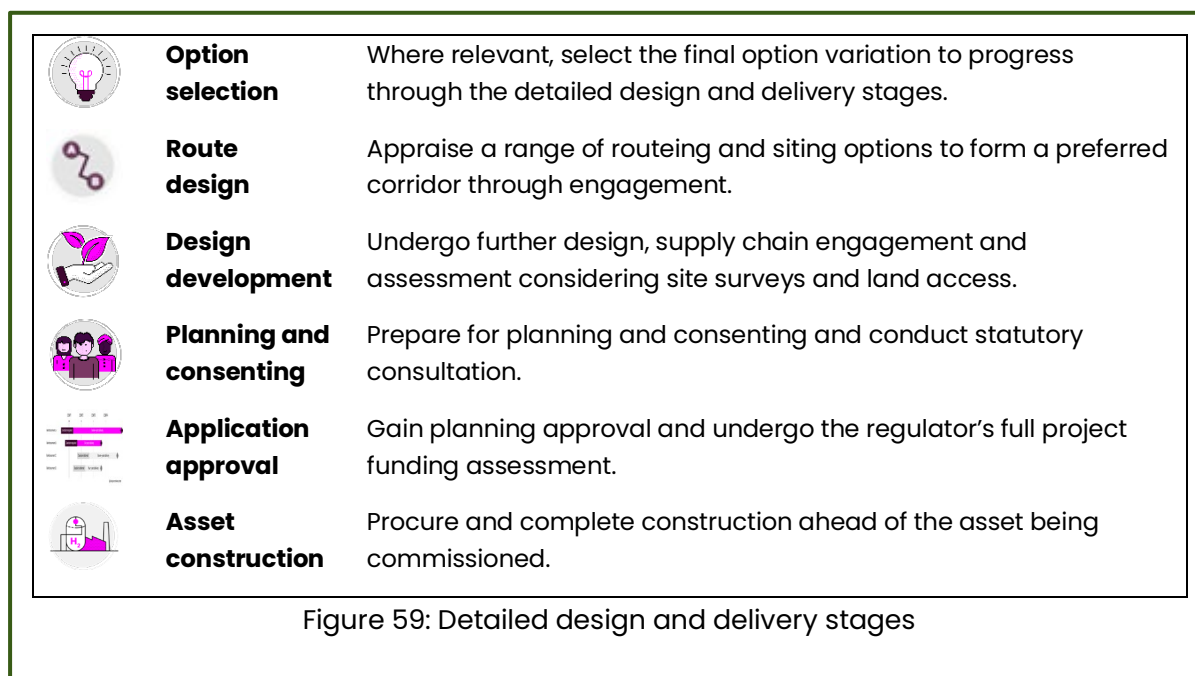 Option Where relevant, select the final option variation to progress
selection through the detailed design and delivery stages.
Route Appraise a range of routeing and siting options to form a preferred
design corridor through engagement.
Design Undergo further design, supply chain engagement and
development assessment considering site surveys and land access.
Planning and Prepare for planning and consenting and conduct statutory
consenting consultation.
Application Gain planning approval and undergo the regulator’s full project
approval funding assessment.
Asset Procure and complete construction ahead of the asset being
construction commissioned.
H₂
Figure 59: Detailed design and delivery stages